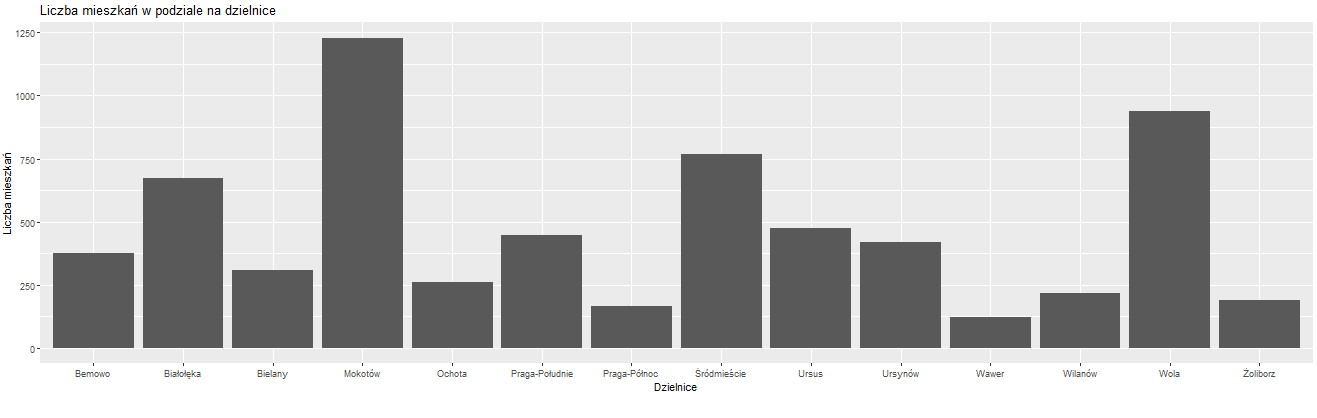 Liczba mieszkań w podziale na dzielnice
Liczba mieszkań
1250
1000
750
500
250
0
Bemowo Białołęka Bielany Mokotów Ochota Praga-Południe Praga-Północ Śródmieście Ursus Ursynów Wawer Wilanów Wola Żoliborz
Dzielnice